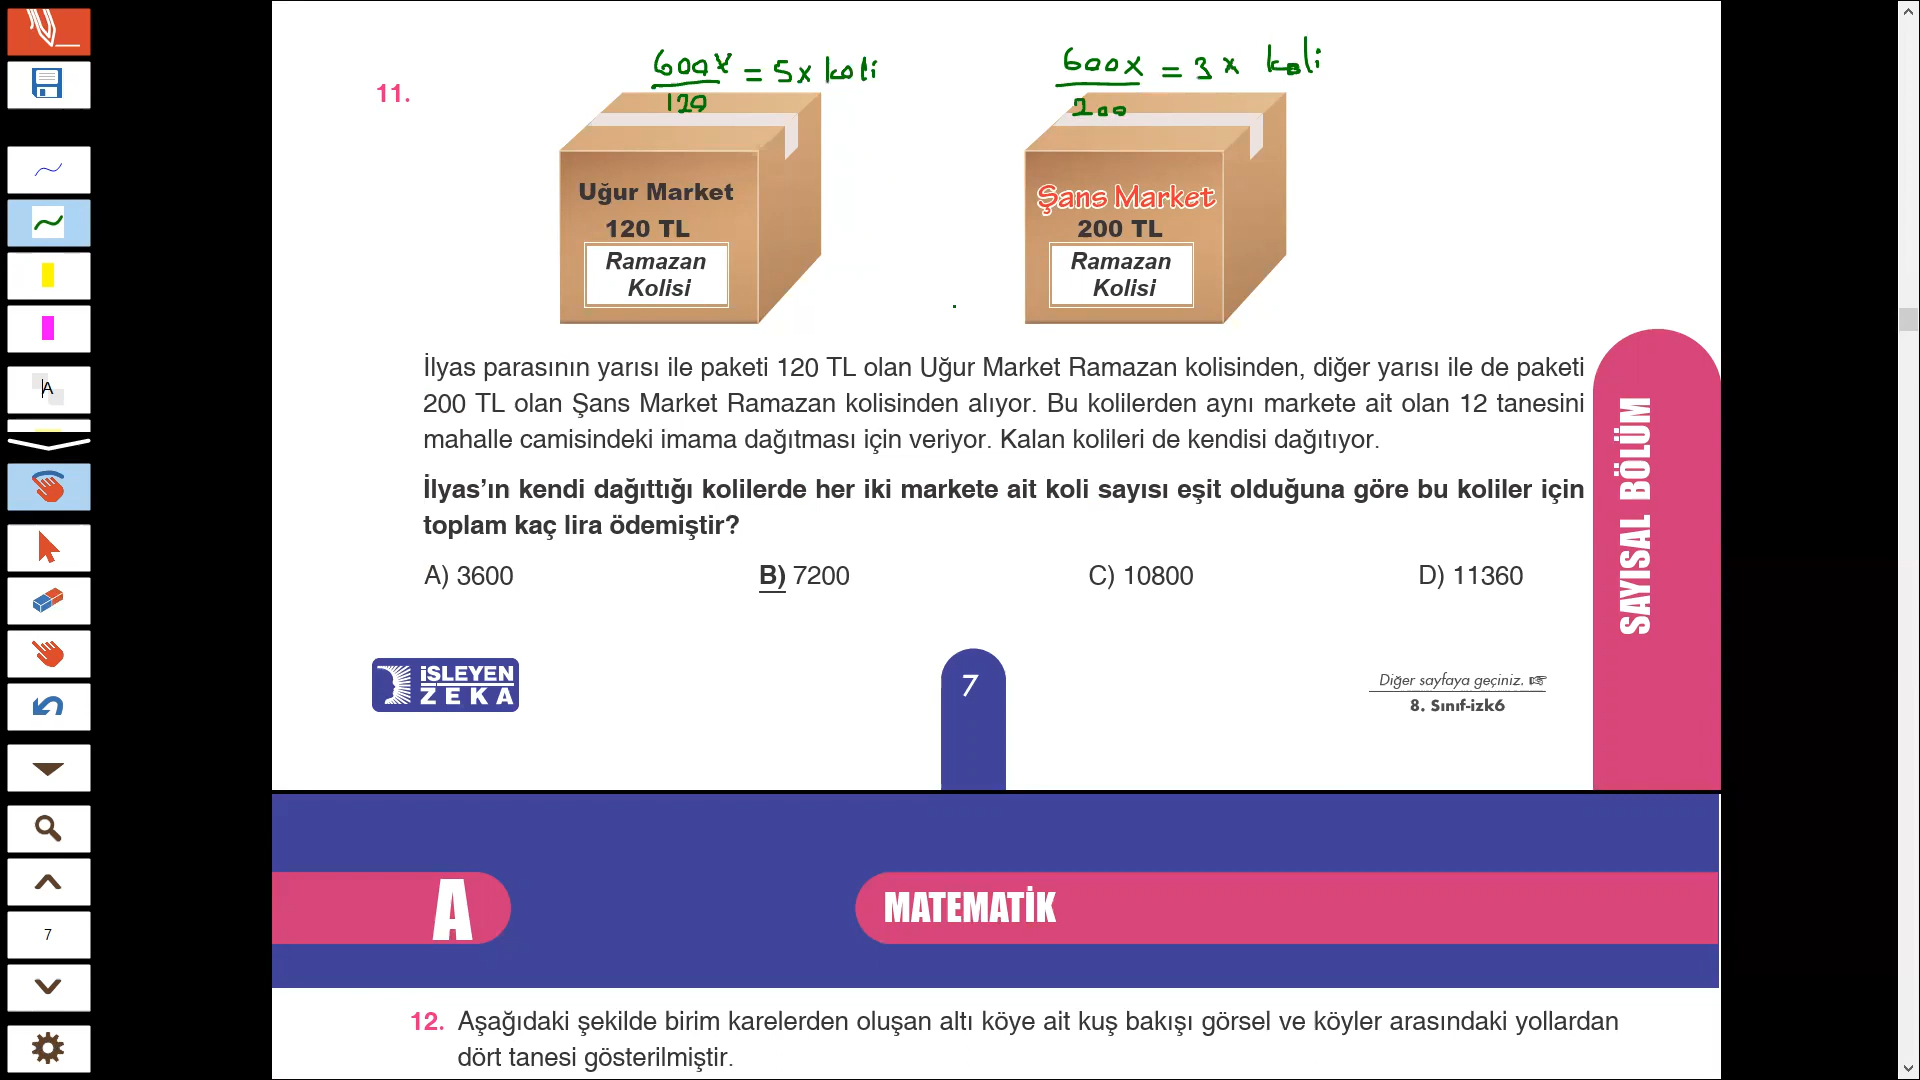 600x = 5x koli
120
600x = 3x koli
200
11.
Uğur Market
120 TL
Ramazan
Kolisi
Şans Market
200 TL
Ramazan
Kolisi
İlyas parasının yarısı ile paketi 120 TL olan Uğur Market Ramazan kolisinden, diğer yarısı ile de paketi
200 TL olan Şans Market Ramazan kolisinden alıyor. Bu kolilerden aynı markete ait olan 12 tanesini
mahalle camisindeki imama dağıtması için veriyor. Kalan kolileri de kendisi dağıtıyor.
İlyas’ın kendi dağıttığı kolilerde her iki markete ait koli sayısı eşit olduğuna göre bu koliler için
toplam kaç lira ödemiştir?
A) 3600
B) 7200
C) 10800
D) 11360
SAYISAL BÖLÜM
İŞLEYEN
ZEKA
7
Diğer sayfaya geçiniz.
8. Sınıf-izk6
A
MATEMATİK
12. Aşağıdaki şekilde birim karelerden oluşan altı köye ait kuş bakışı görsel ve köyler arasındaki yollardan
dört tanesi gösterilmiştir.
A
7